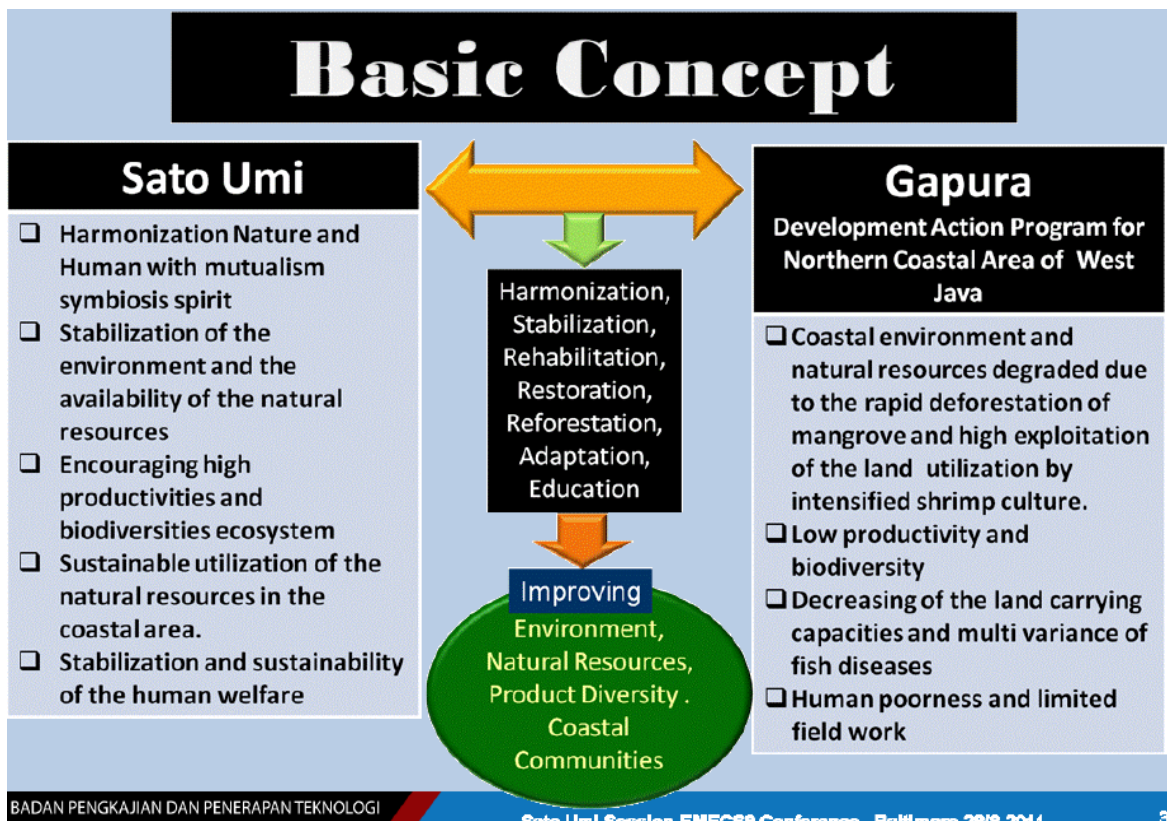 Basic Concept
Sato Umi
❑ Harmonization Nature and
Human with mutualism
symbiosis spirit
❑ Stabilization of the
environment and the
availability of the natural
resources
❑ Encouraging high
productivities and
biodiversities ecosystem
❑ Sustainable utilization of the
natural resources in the
coastal area.
❑ Stabilization and sustainability
of the human welfare
Harmonization,
Stabilization,
Rehabilitation,
Restoration,
Reforestation,
Adaptation,
Education
Improving
Environment,
Natural Resources,
Product Diversity .
Coastal
Communities
Gapura
Development Action Program for
Northern Coastal Area of West
Java
❑ Coastal environment and
natural resources degraded due
to the rapid deforestation of
mangrove and high exploitation
of the land utilization by
intensified shrimp culture.
❑ Low productivity and
biodiversity
❑ Decreasing of the land carrying
capacities and multi variance of
fish diseases
❑ Human poorness and limited
field work
BADAN PENGKAJIAN DAN PENERAPAN TEKNOLOGI
Sato Umi Session EMECS9 Conference Baltimore